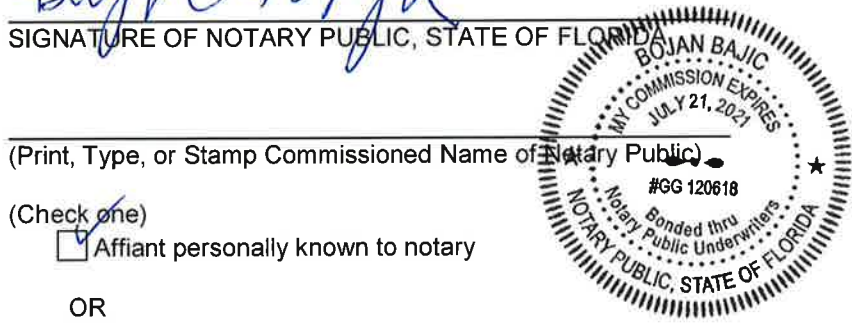 SIGNATURE OF NOTARY PUBLIC, STATE OF FLORIDA
BOJAN BAJIC
MY COMMISSION EXPIRES
JULY 21, 2021
(Print, Type, or Stamp Commissioned Name of Notary Public)
#GG 120618
Bonded thru
Notary Public Underwriters
NOTARY PUBLIC, STATE OF FLORIDA
(Check one)
Affiant personally known to notary
OR